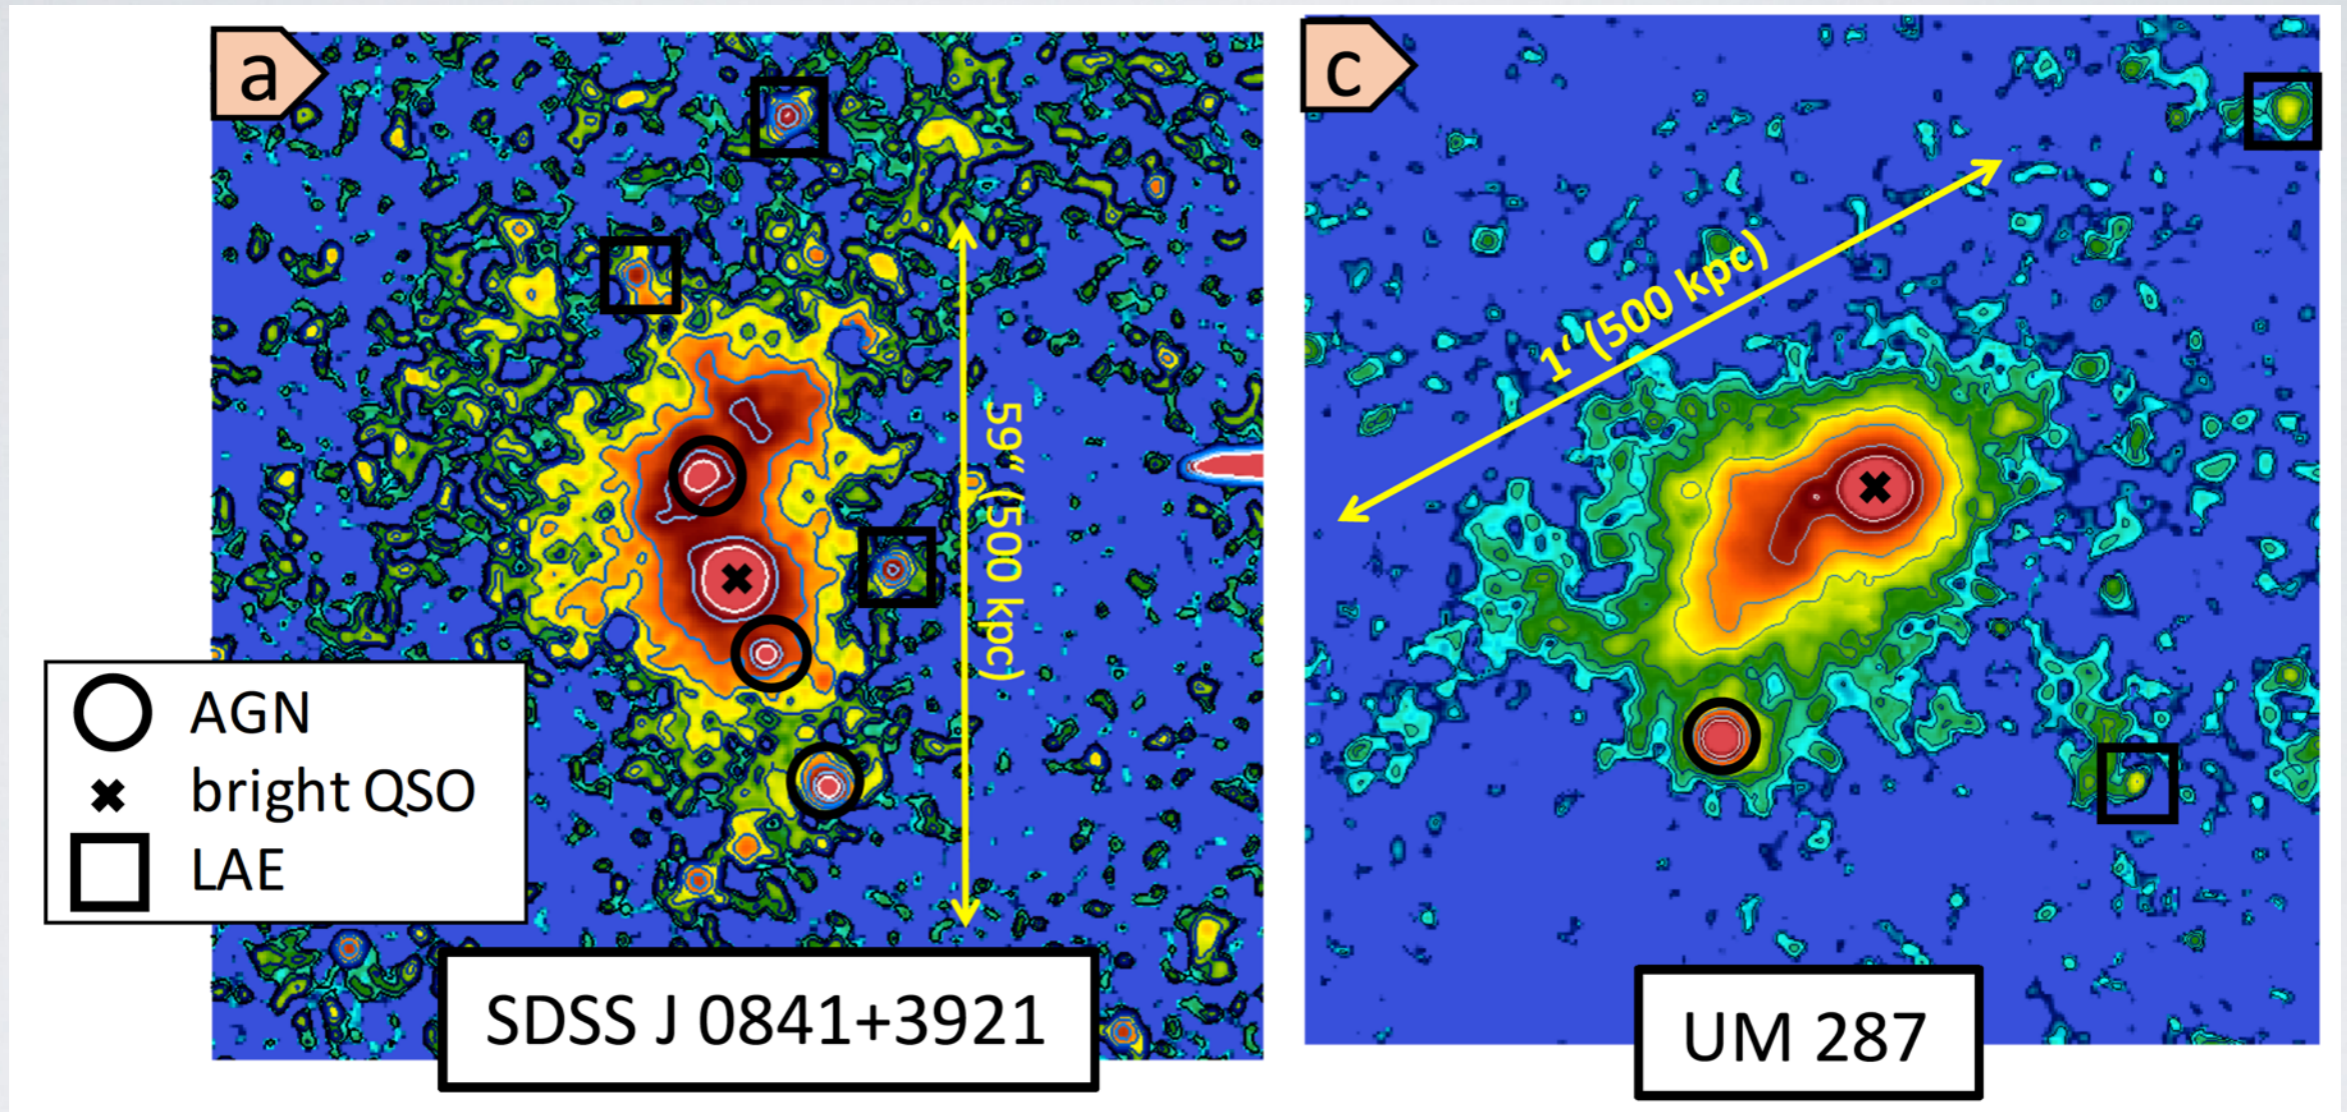 a
c
1“ (500 kpc)
59“ (500 kpc)
AGN
bright QSO
LAE
SDSS J 0841+3921
UM 287